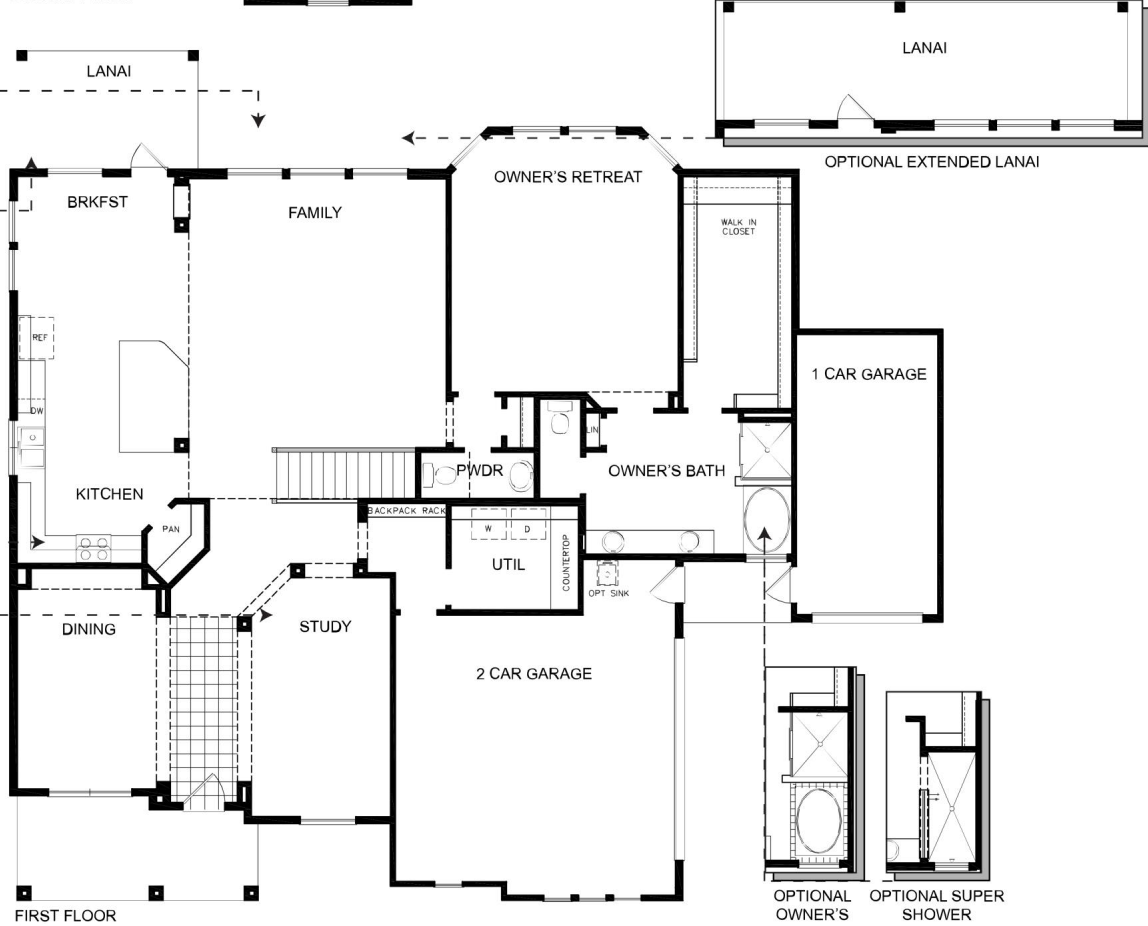 LANAI
LANAI
OPTIONAL EXTENDED LANAI
OWNER'S RETREAT
BRKFST
FAMILY
WALK IN
CLOSET
REF
1 CAR GARAGE
DW
LIN
PWDR
OWNER'S BATH
KITCHEN
BACKPACK RACK
PAN
W
D
UTIL
COUNTERTOP
OPT SINK
DINING
STUDY
2 CAR GARAGE
OPTIONAL
OWNER'S
OPTIONAL SUPER
SHOWER
FIRST FLOOR